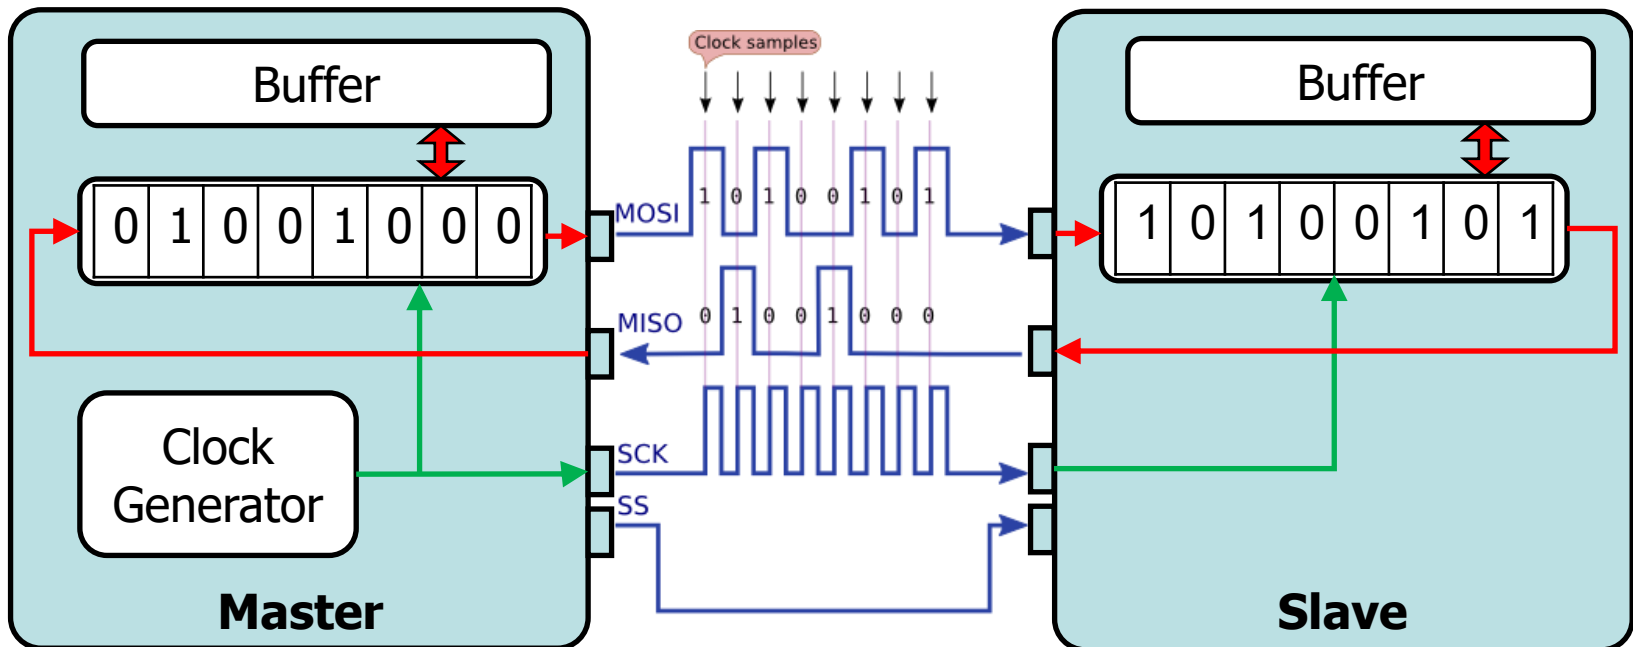 Clock samples
Buffer
Buffer
0 1 0 0 1 0 0 0
MOSI
1 0 1 0 0 1 0 1
1 0 1 0 0 1 0 1
MISO
0 1 0 0 1 0 0 0
Clock
Generator
SCK
SS
Master
Slave